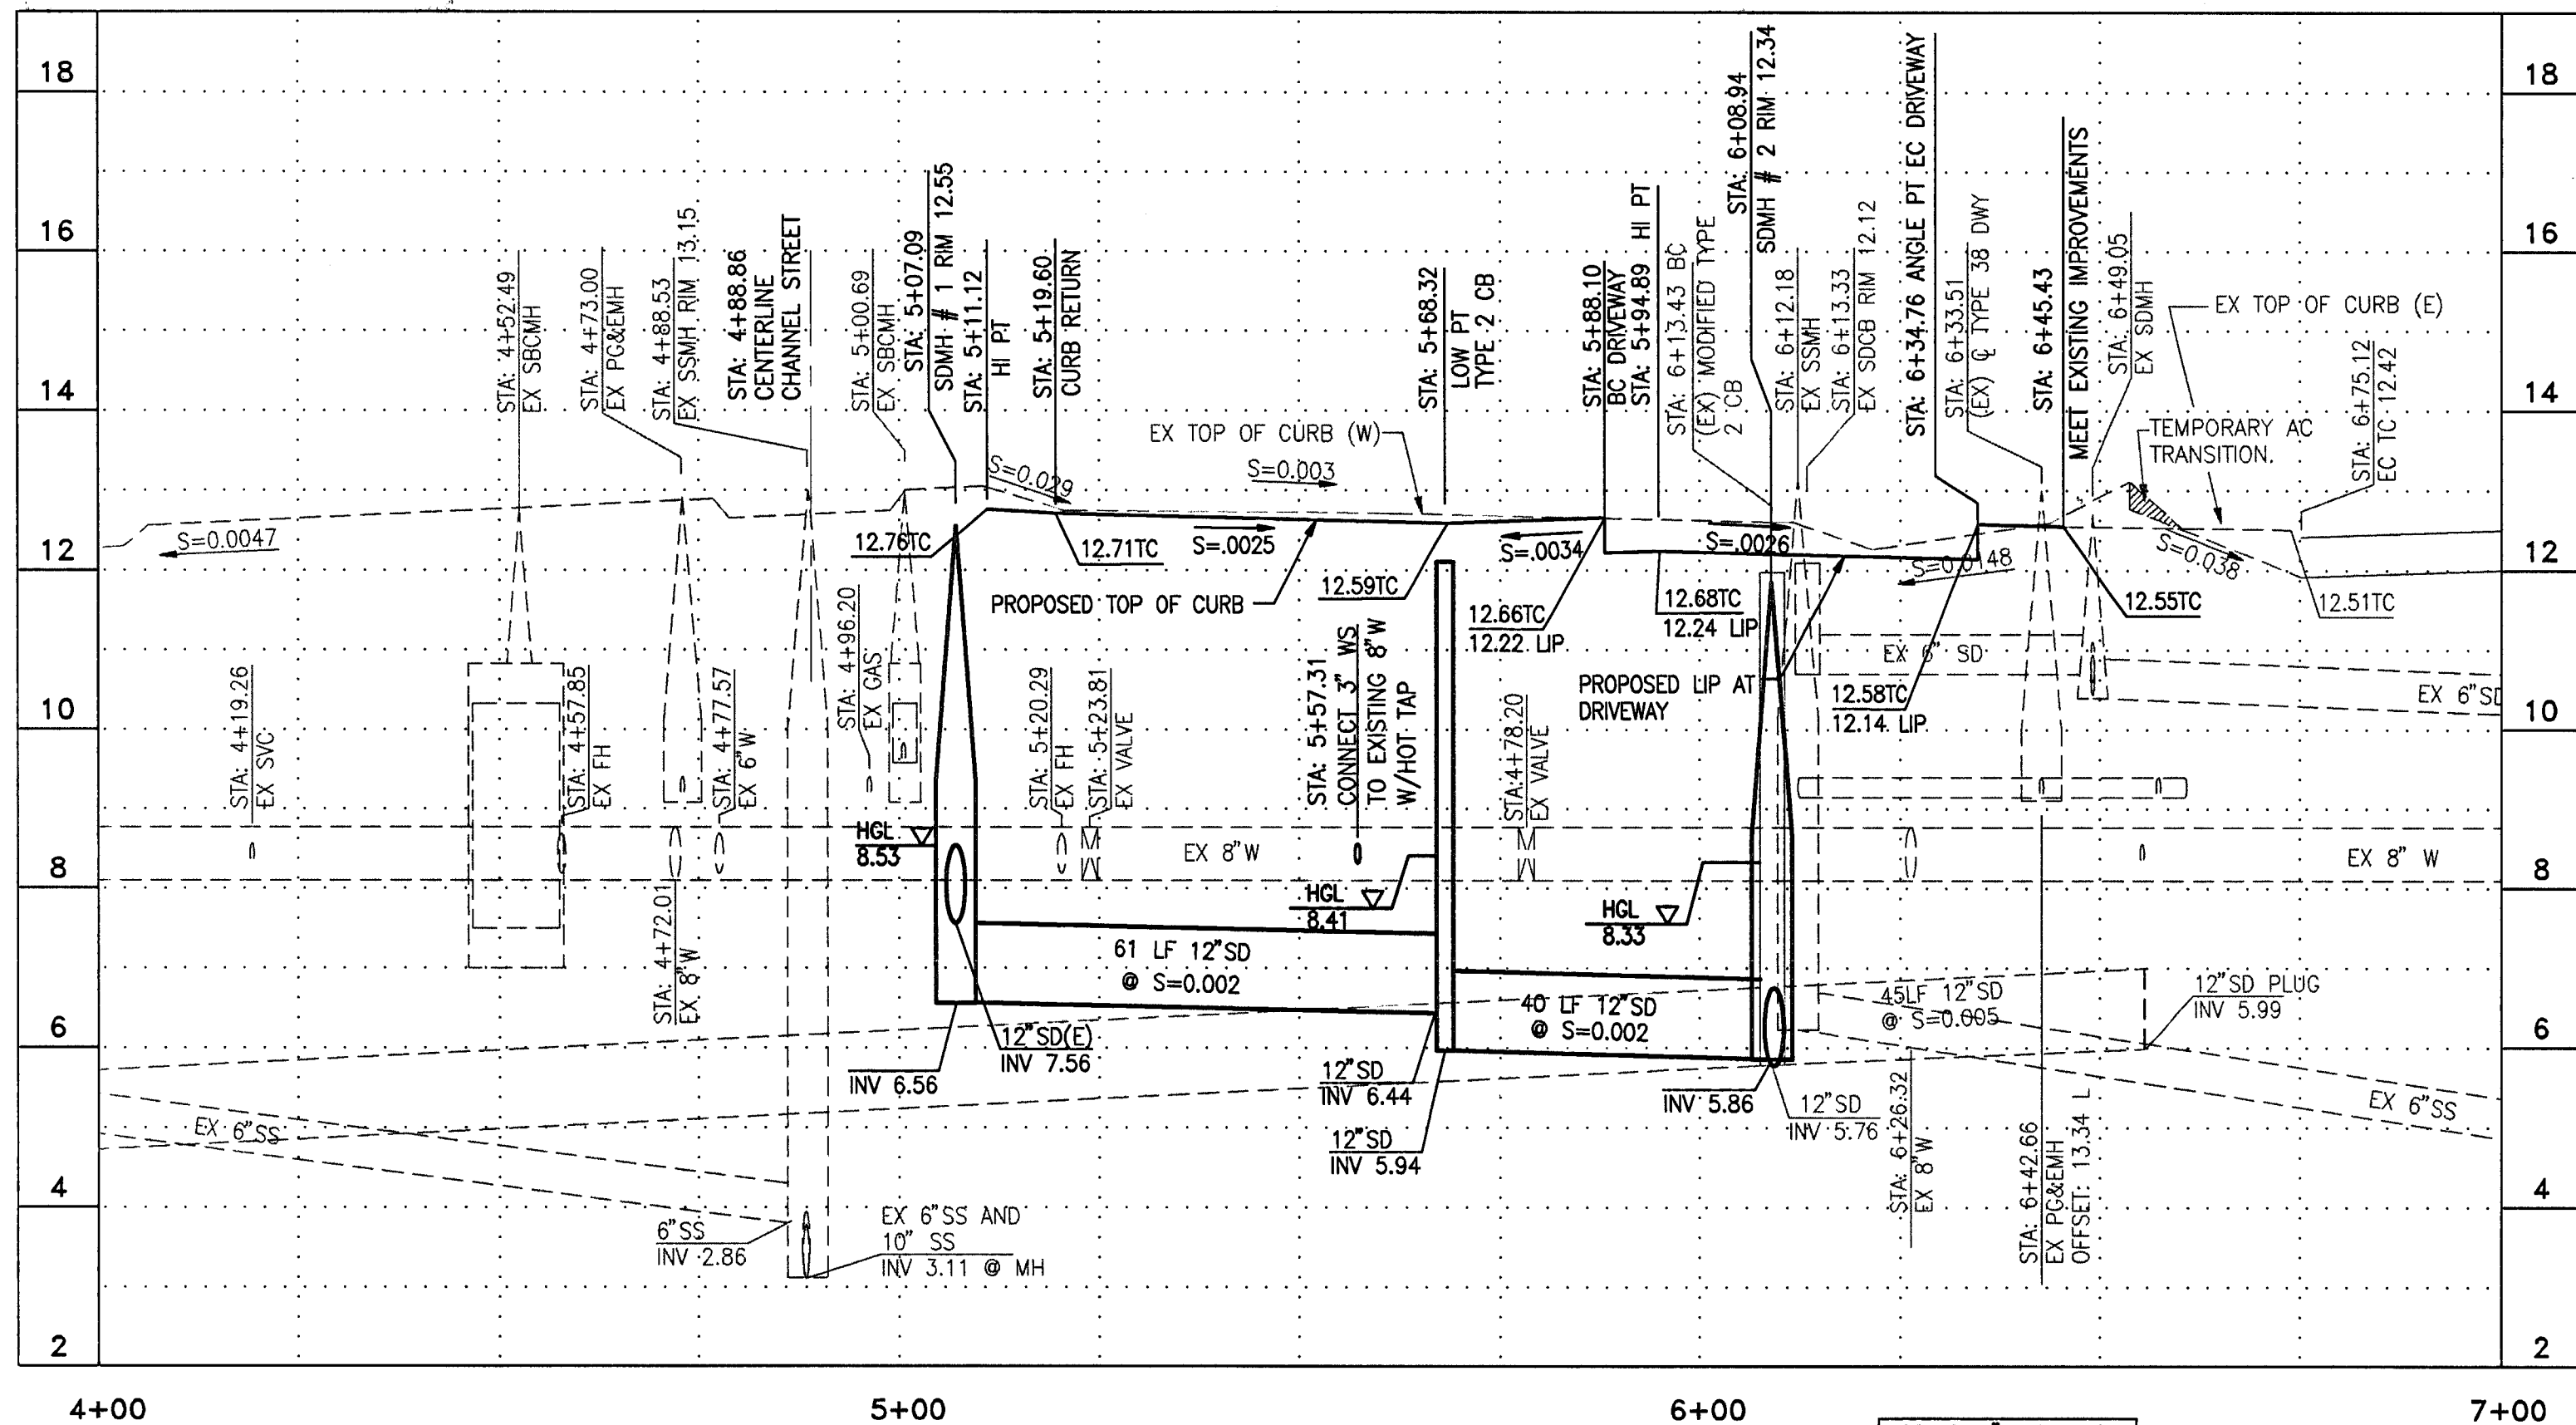 18
16
14
12
10
8
6
4
2
18
16
14
12
10
8
6
4
2
4+00
5+00
6+00
7+00
STA: 4+52.49
EX SBCMH
STA: 4+73.00
EX PG&EMH
STA: 4+88.53
EX SSMH RIM 13.15
STA: 4+88.86
CENTERLINE
CHANNEL STREET
STA: 5+00.69
EX SBCMH
STA: 5+07.09
SDMH # 1 RIM 12.55
STA: 5+11.12
HI PT
STA: 5+19.60
CURB RETURN
STA: 5+68.32
LOW PT
TYPE 2 CB
STA: 5+88.10
BC DRIVEWAY
STA: 5+94.89 HI PT
STA: 6+13.43 BC
(EX) MODIFIED TYPE
2 CB
STA: 6+08.94
SDMH # 2 RIM 12.34
STA: 6+12.18
EX SSMH
STA: 6+13.33
EX SDCB RIM 12.12
STA: 6+34.76 ANGLE PT EC DRIVEWAY
STA: 6+33.51
(EX) ℄ TYPE 38 DWY
STA: 6+45.43
MEET EXISTING IMPROVEMENTS
STA: 6+49.05
EX SDMH
EX TOP OF CURB (E)
TEMPORARY AC
TRANSITION.
STA: 6+75.12
EC TC 12.42
EX TOP OF CURB (W)
S=0.003
S=0.029
S=0.0047
12.76TC
12.71TC
S=.0025
S=.0034
S=.0026
S=0.0148
S=0.038
PROPOSED TOP OF CURB
12.59TC
12.66TC
12.22 LIP
12.68TC
12.24 LIP
12.55TC
12.51TC
PROPOSED LIP AT
DRIVEWAY
12.58TC
12.14 LIP
EX 6" SD
EX 6"SD
STA: 4+19.26
EX SVC
STA: 4+57.85
EX FH
STA: 4+77.57
EX 6"W
STA: 4+96.20
EX GAS
STA: 5+20.29
EX FH
STA: 5+23.81
EX VALVE
STA: 5+57.31
CONNECT 3" WS
TO EXISTING 8"W
W/HOT TAP
STA:4+78.20
EX VALVE
HGL
8.53
EX 8"W
HGL
8.41
HGL
8.33
EX 8" W
STA: 4+72.01
EX 8"W
61 LF 12"SD
@ S=0.002
40 LF 12"SD
@ S=0.002
45LF 12"SD
@ S=0.005
12"SD PLUG
INV 5.99
INV 6.56
12"SD(E)
INV 7.56
12"SD
INV 6.44
12"SD
INV 5.94
INV 5.86
12"SD
INV 5.76
STA: 6+26.32
EX 8"W
STA: 6+42.66
EX PG&EMH
OFFSET: 13.34 L
EX 6"SS
EX 6"SS
6"SS
INV 2.86
EX 6"SS AND
10" SS
INV 3.11 @ MH